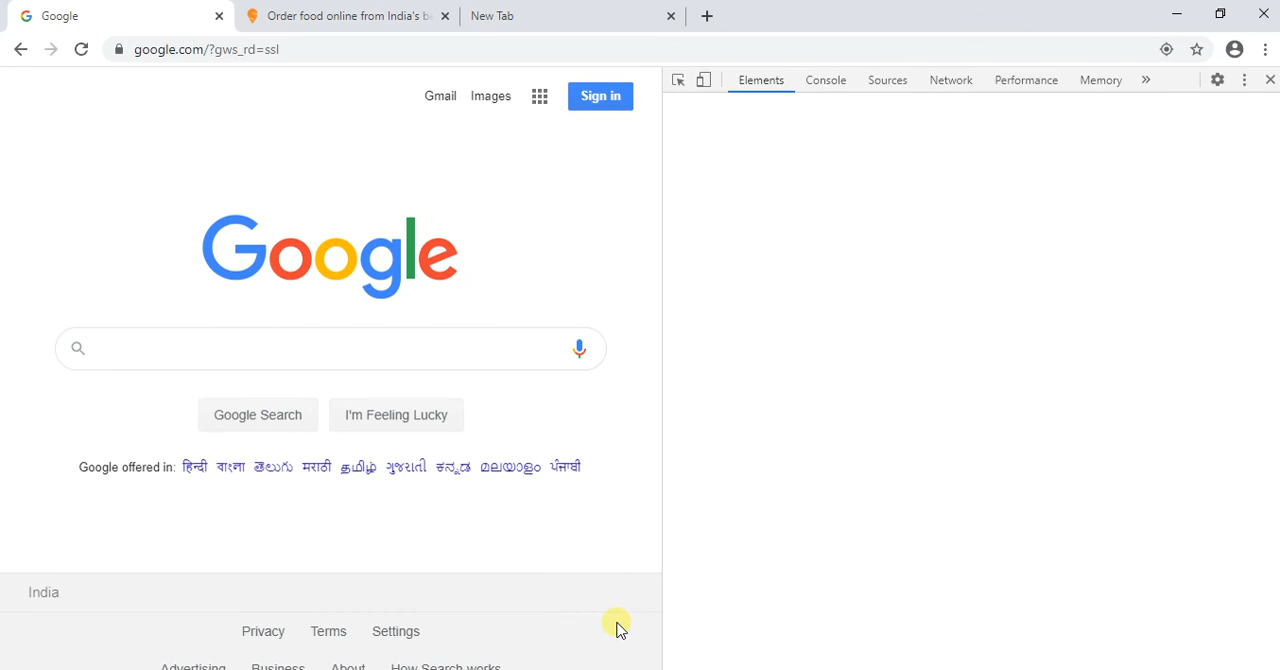 Google
Order food online from India's b
New Tab
google.com/?gws_rd=ssl
Elements Console Sources Network Performance Memory »
Gmail Images Sign in
Google
Google Search I'm Feeling Lucky
Google offered in: हिन्दी বাংলা తెలుగు मराठी தமிழ் ગુજરાતી ಕನ್ನಡ മലയാളം ਪੰਜਾਬੀ
India
Privacy Terms Settings
Advertising Business About How Search works